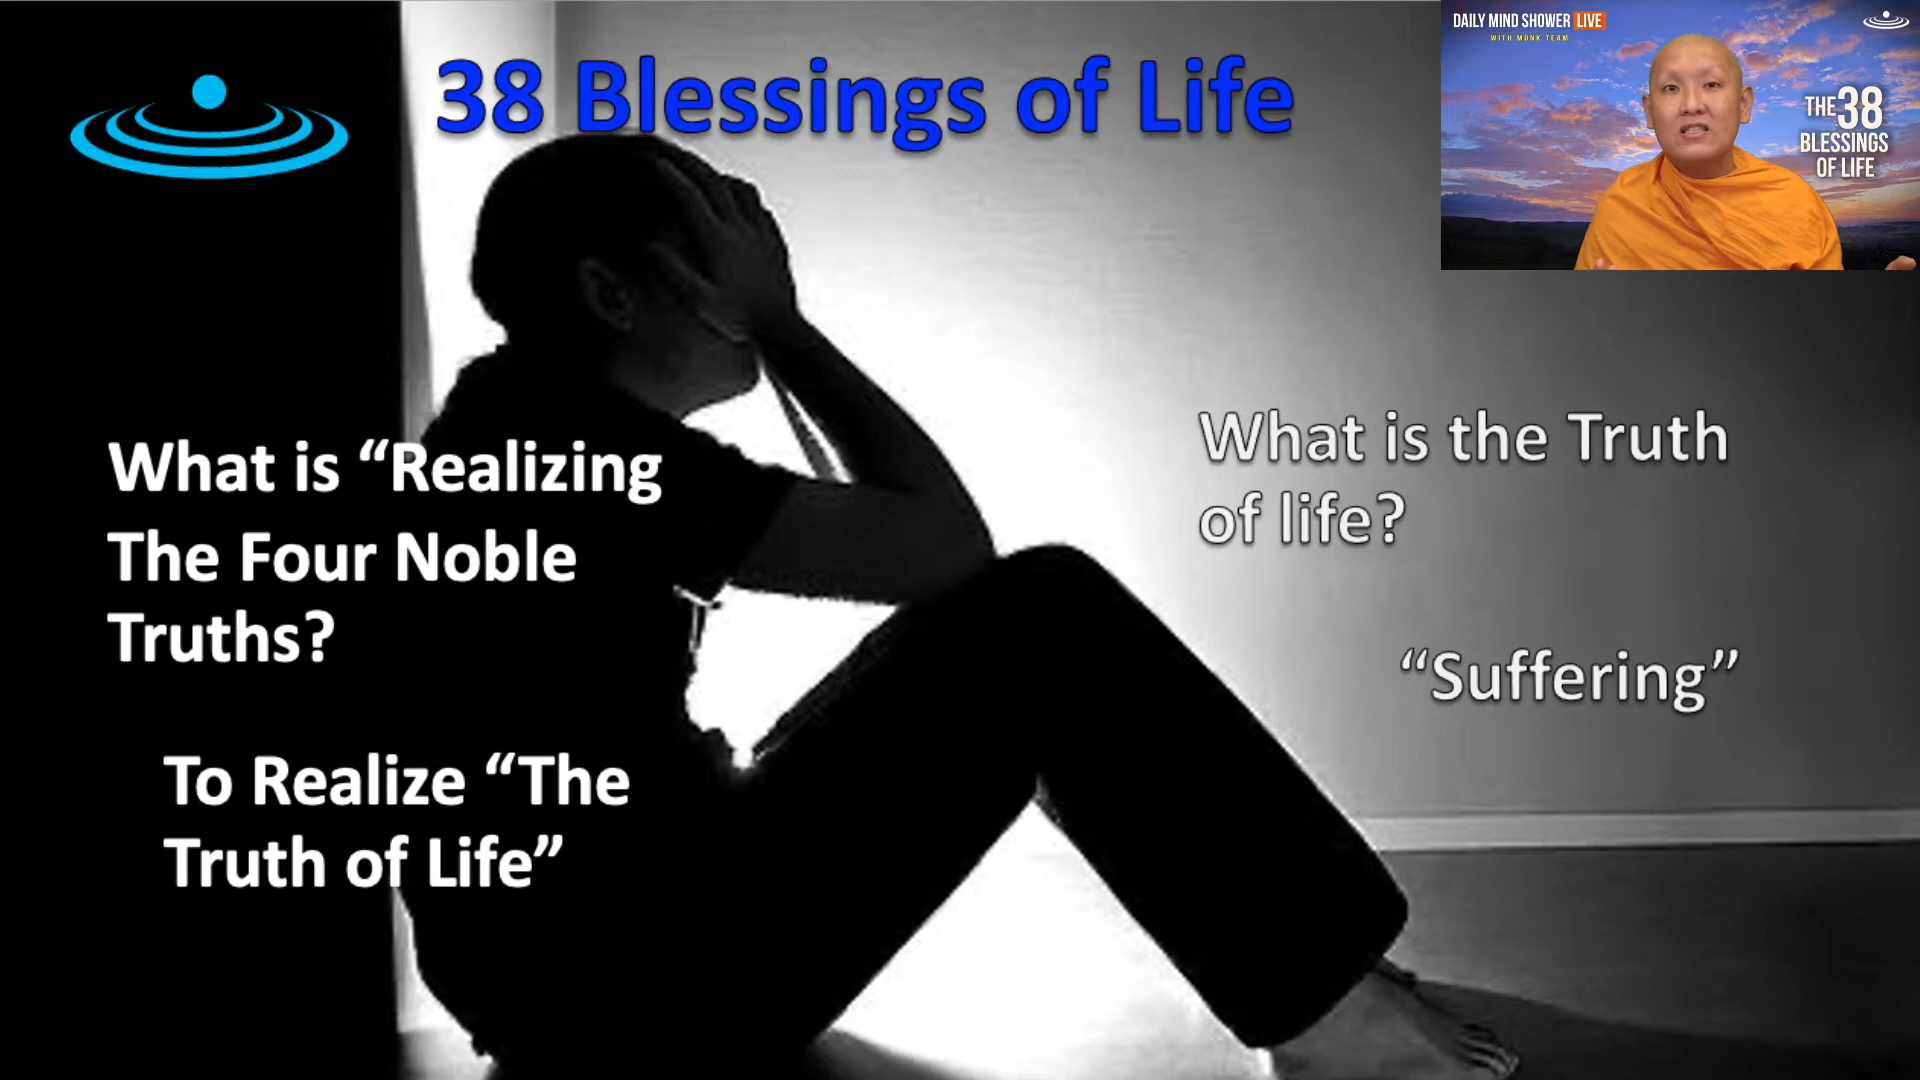 38 Blessings of Life
DAILY MIND SHOWER LIVE
WITH MONK TEAM
THE 38
BLESSINGS
OF LIFE
What is “Realizing
The Four Noble
Truths?
To Realize “The
Truth of Life”
What is the Truth
of life?
“Suffering”